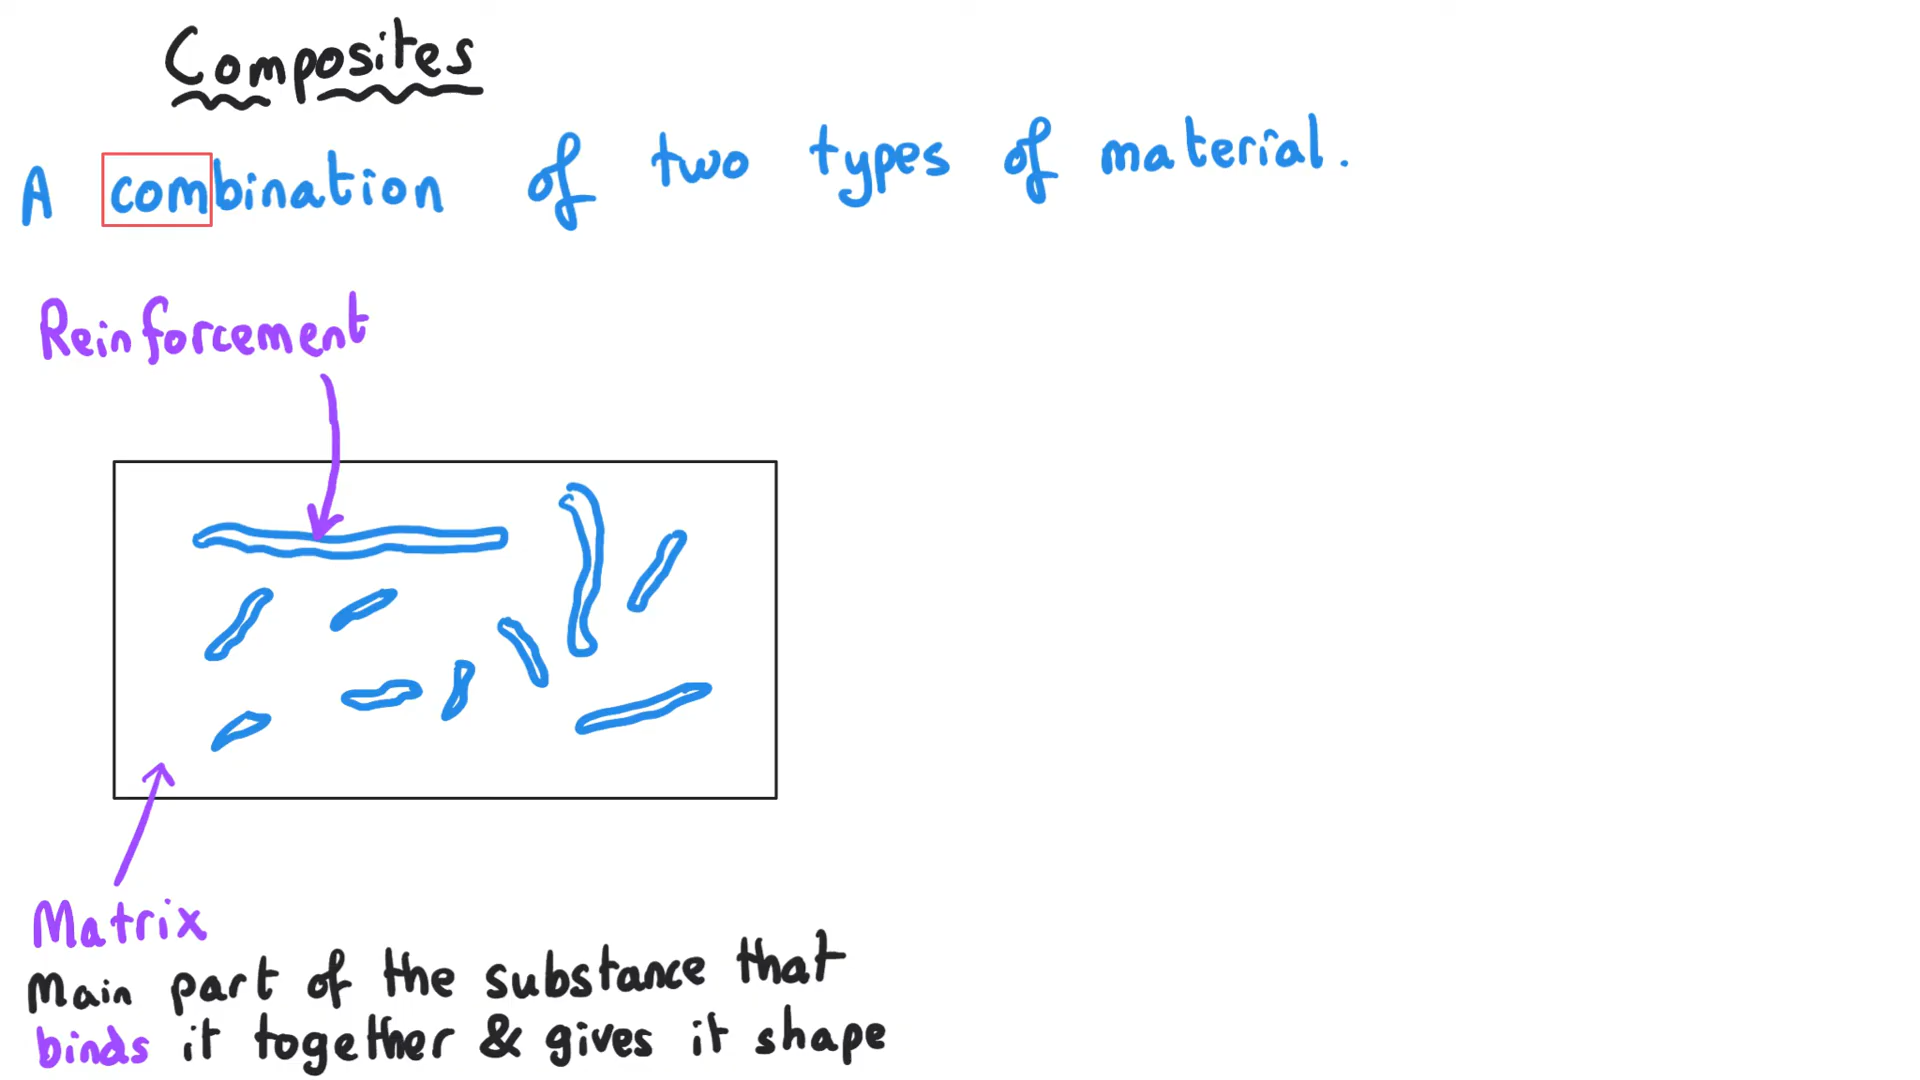 Composites
A combination of two types of material.
Reinforcement
Matrix
Main part of the substance that
binds it together & gives it shape